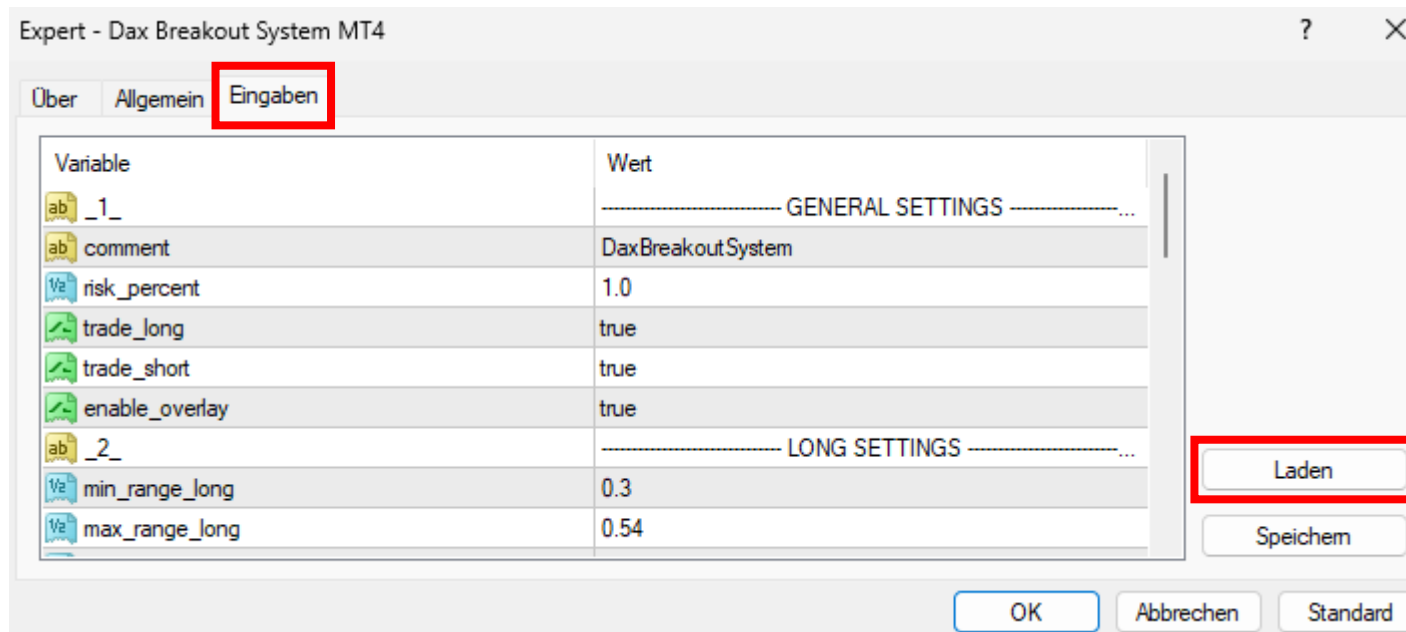 Expert - Dax Breakout System MT4
Über Allgemein Eingaben
Variable Wert
_1_ ------------------------------ GENERAL SETTINGS ------------------...
comment DaxBreakoutSystem
risk_percent 1.0
trade_long true
trade_short true
enable_overlay true
_2_ ------------------------------ LONG SETTINGS -------------------------...
min_range_long 0.3
max_range_long 0.54
Laden
Speichern
OK Abbrechen Standard